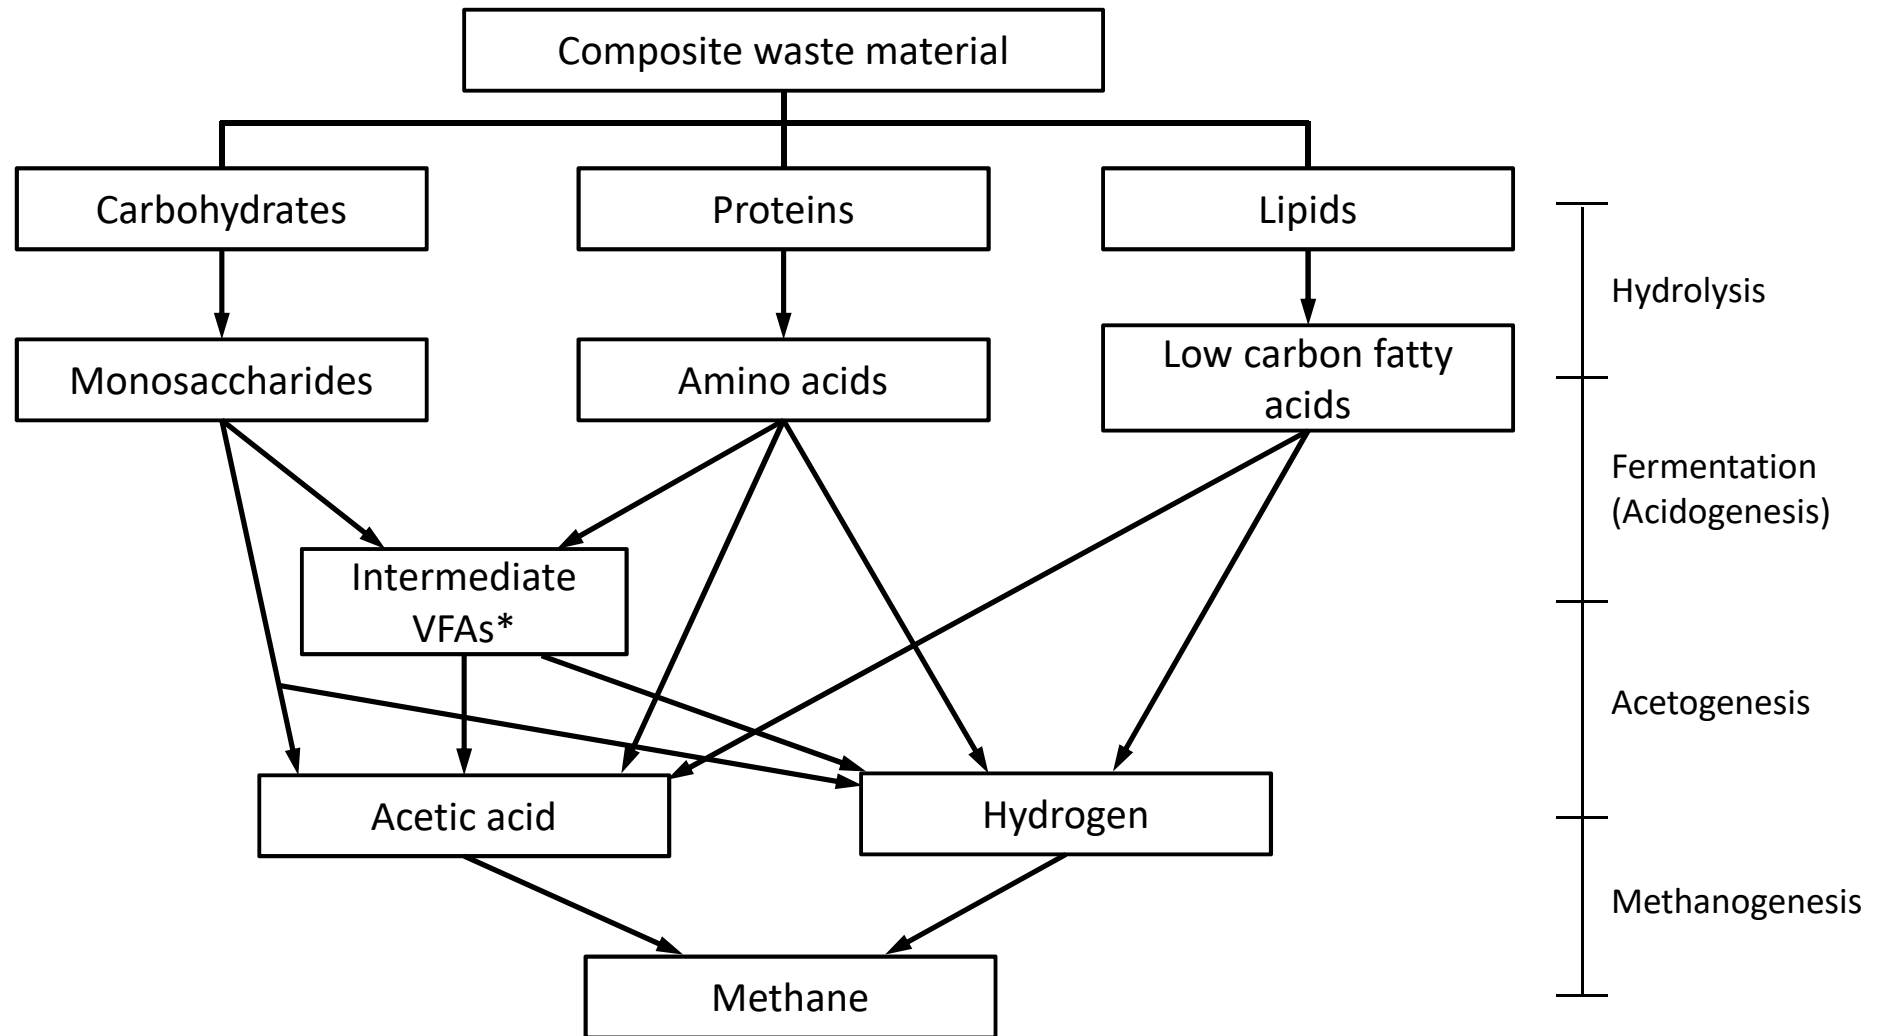 Composite waste material
Carbohydrates
Proteins
Lipids
Hydrolysis
Monosaccharides
Amino acids
Low carbon fatty
acids
Fermentation
(Acidogenesis)
Intermediate
VFAs*
Acetogenesis
Acetic acid
Hydrogen
Methanogenesis
Methane